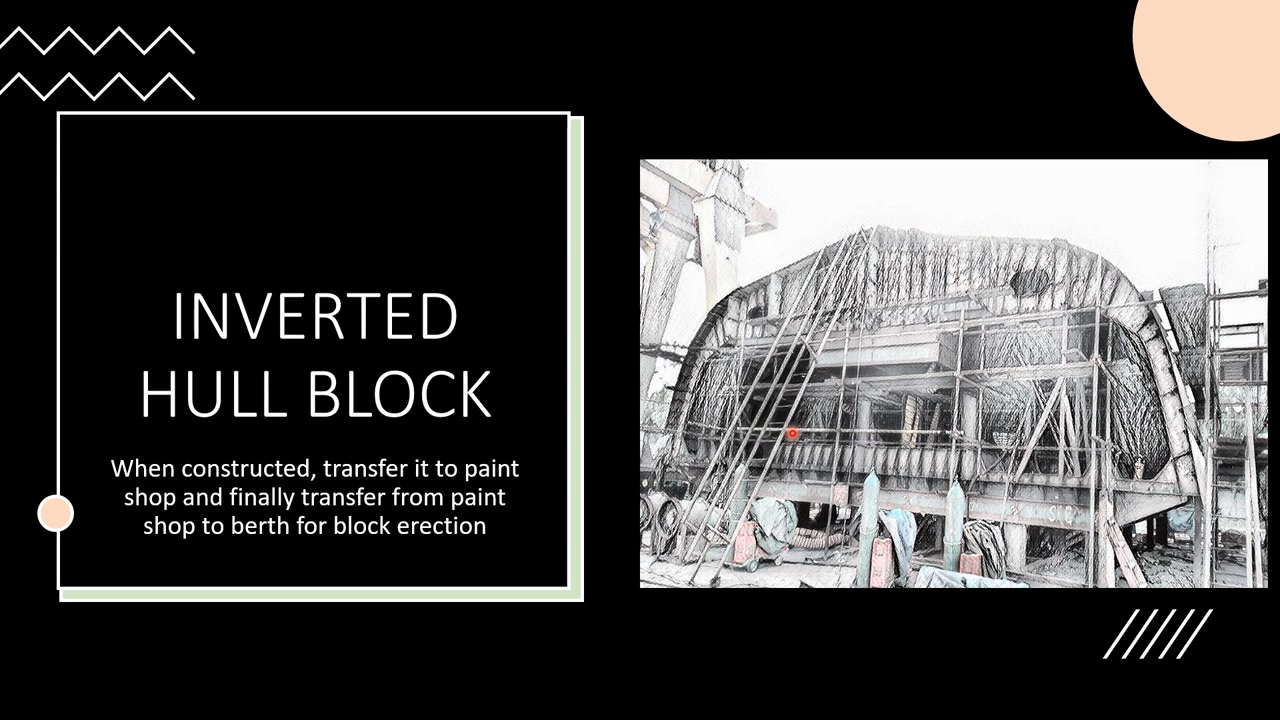 INVERTED
HULL BLOCK
When constructed, transfer it to paint
shop and finally transfer from paint
shop to berth for block erection